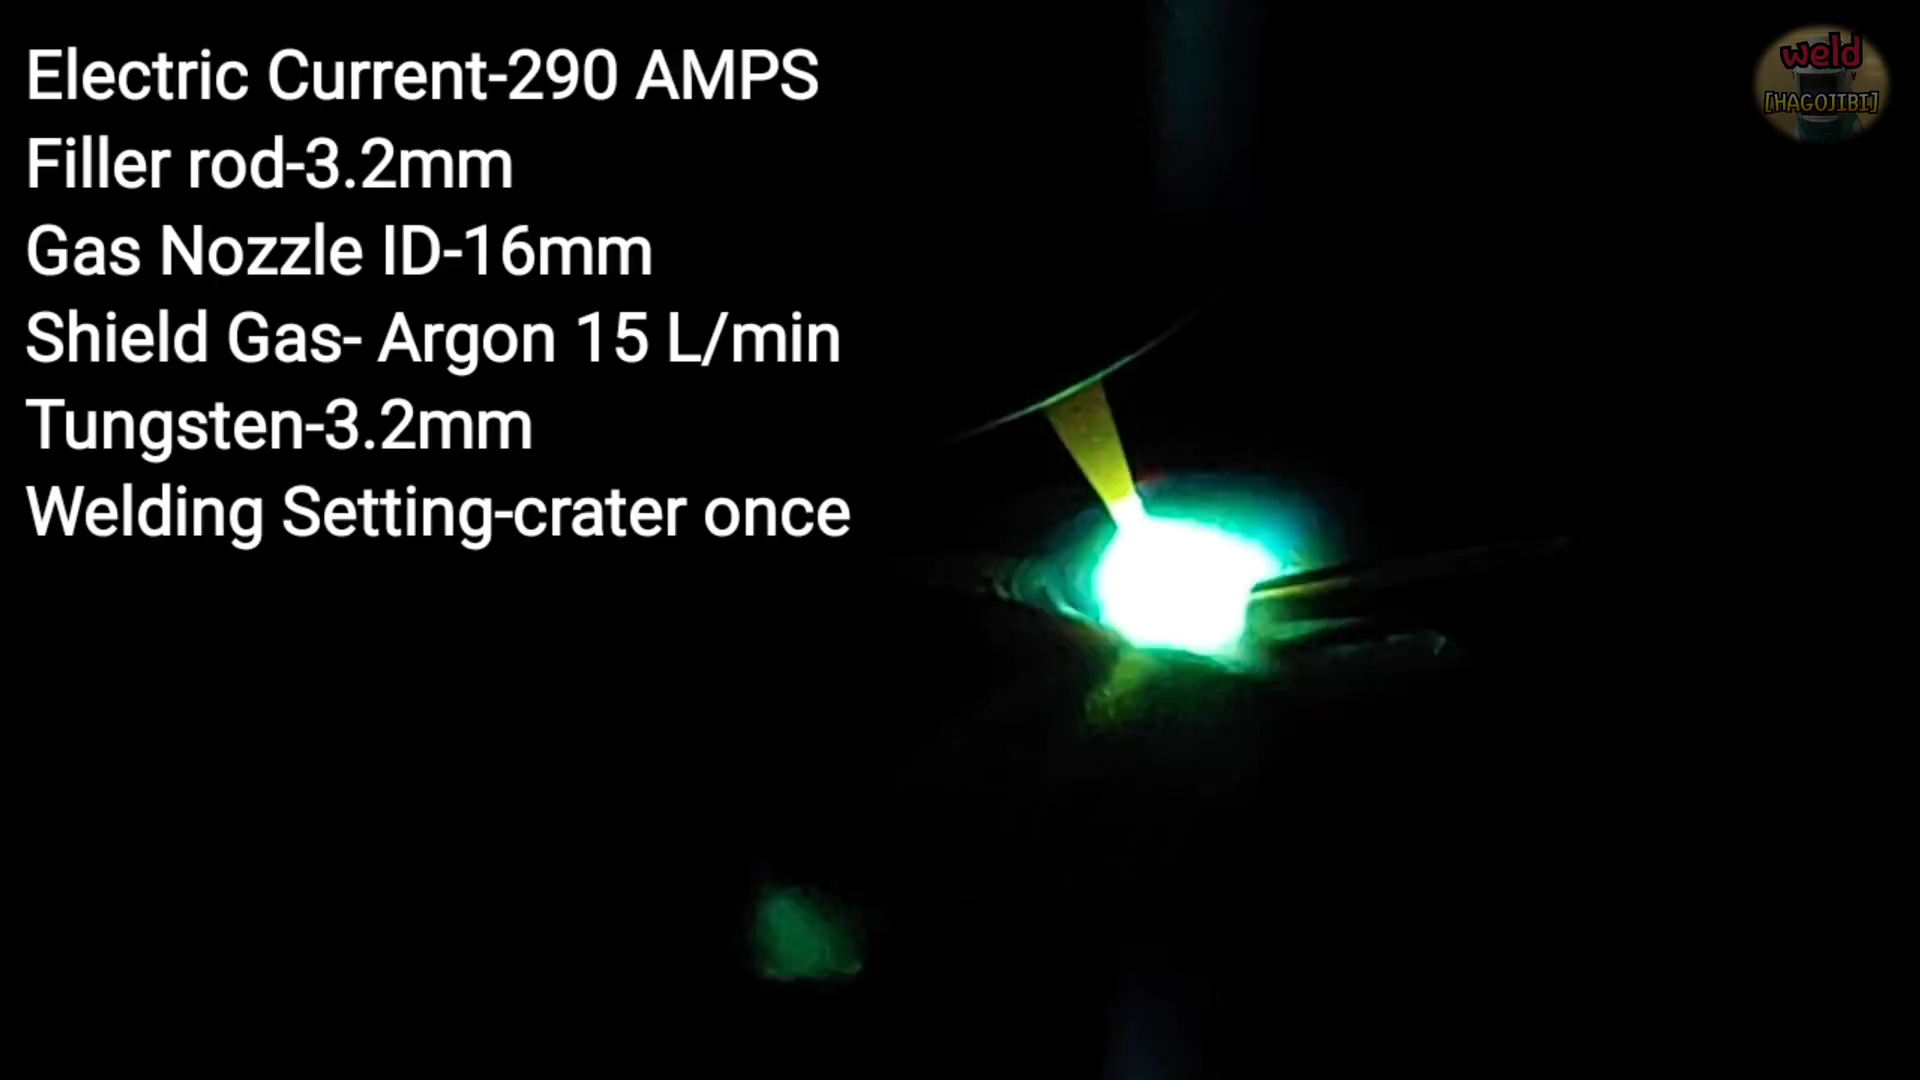 Electric Current-290 AMPS
Filler rod-3.2mm
Gas Nozzle ID-16mm
Shield Gas- Argon 15 L/min
Tungsten-3.2mm
Welding Setting-crater once
weld
[HAGOJIBI]